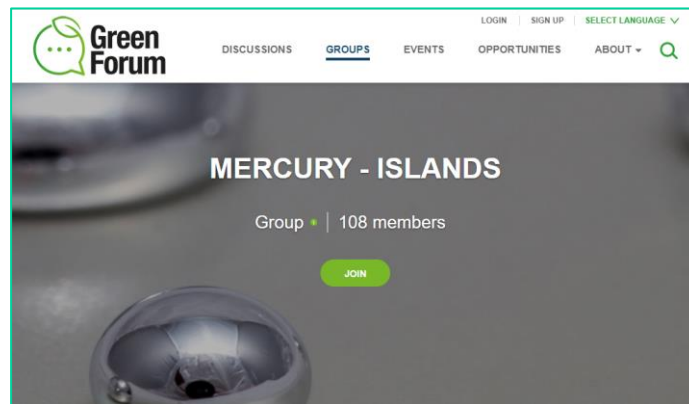 LOGIN SIGN UP SELECT LANGUAGE
Green
Forum
DISCUSSIONS GROUPS EVENTS OPPORTUNITIES ABOUT
MERCURY - ISLANDS
Group | 108 members
JOIN